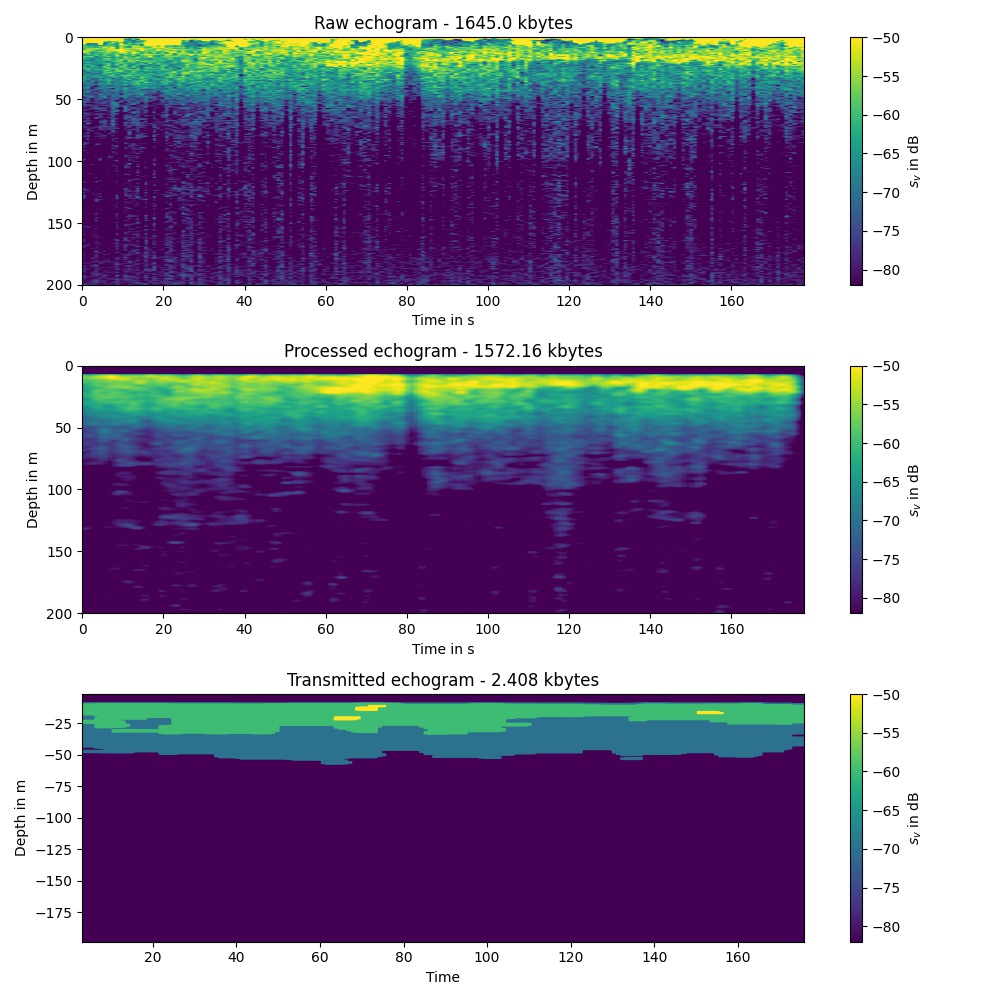 Raw echogram - 1645.0 kbytes
0
50
100
150
200
Depth in m
0 20 40 60 80 100 120 140 160
Time in s
−50
−55
−60
−65
−70
−75
−80
sv in dB
Processed echogram - 1572.16 kbytes
0
50
100
150
200
Depth in m
0 20 40 60 80 100 120 140 160
Time in s
−50
−55
−60
−65
−70
−75
−80
sv in dB
Transmitted echogram - 2.408 kbytes
−25
−50
−75
−100
−125
−150
−175
Depth in m
20 40 60 80 100 120 140 160
Time
−50
−55
−60
−65
−70
−75
−80
sv in dB